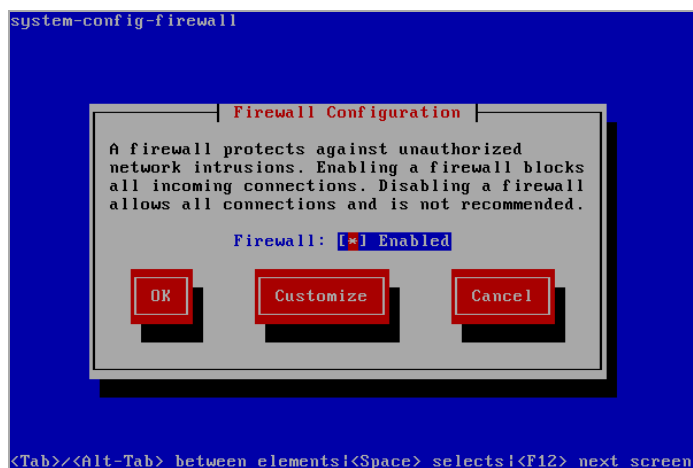 system-config-firewall
Firewall Configuration
A firewall protects against unauthorized
network intrusions. Enabling a firewall blocks
all incoming connections. Disabling a firewall
allows all connections and is not recommended.
Firewall: [*] Enabled
OK Customize Cancel
<Tab>/<Alt-Tab> between elements|<Space> selects|<F12> next screen